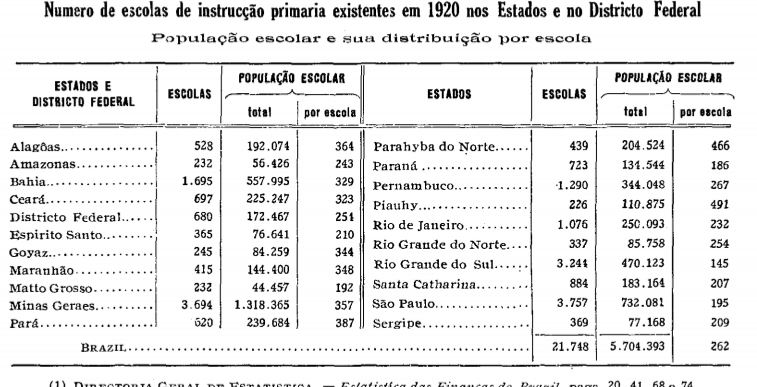 Numero de escolas de instrucção primaria existentes em 1920 nos Estados e no Districto Federal
População escolar e sua distribuição por escola
ESTADOS E DISTRICTO FEDERAL ESCOLAS POPULAÇÃO ESCOLAR total por escola
ESTADOS ESCOLAS POPULAÇÃO ESCOLAR total por escola
Alagôas................ 528 192.074 364
Amazonas.............. 232 56.426 243
Bahia................... 1.695 557.995 329
Ceará................... 697 225.247 323
Districto Federal...... 680 172.467 254
Espirito Santo......... 365 76.641 210
Goyaz.................. 245 84.259 344
Maranhão.............. 415 144.400 348
Matto Grosso.......... 232 44.457 192
Minas Geraes.......... 3.694 1.318.365 357
Pará.................... 620 239.684 387
Parahyba do Norte...... 439 204.524 466
Paraná ................. 723 134.544 186
Pernambuco............. 1.290 344.048 267
Piauhy.................. 226 110.875 491
Rio de Janeiro.......... 1.076 250.093 232
Rio Grande do Norte.... 337 85.758 254
Rio Grande do Sul....... 3.244 470.123 145
Santa Catharina......... 884 183.164 207
São Paulo............... 3.757 732.081 195
Sergipe................. 369 77.168 209
BRAZIL................................ 21.748 5.704.393 262
(1) DIRECTORIA GERAL DE ESTATISTICA. — Estatistica das Finanças do Brazil, pags. 20, 41, 68 e 74